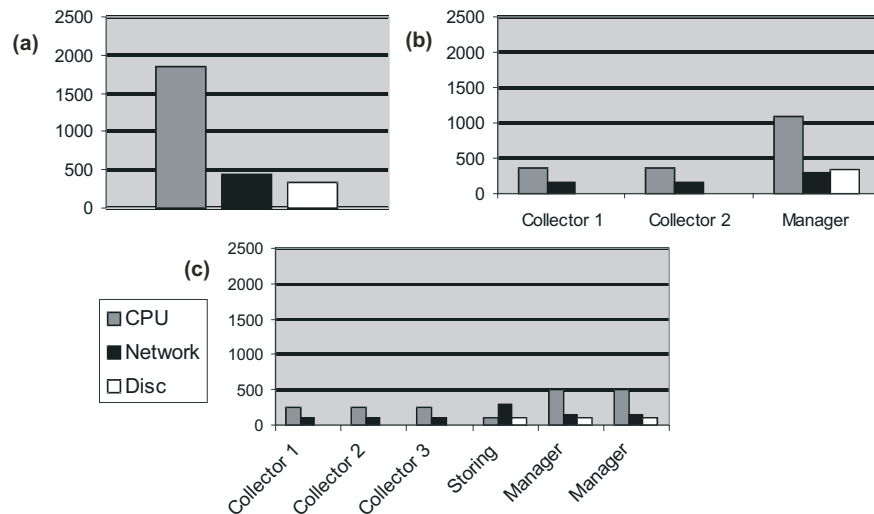 (a)
2500
2000
1500
1000
500
0
(b)
2500
2000
1500
1000
500
0
Collector 1 Collector 2 Manager
(c)
2500
2000
1500
1000
500
0
CPU
Network
Disc
Collector 1
Collector 2
Collector 3
Storing
Manager
Manager